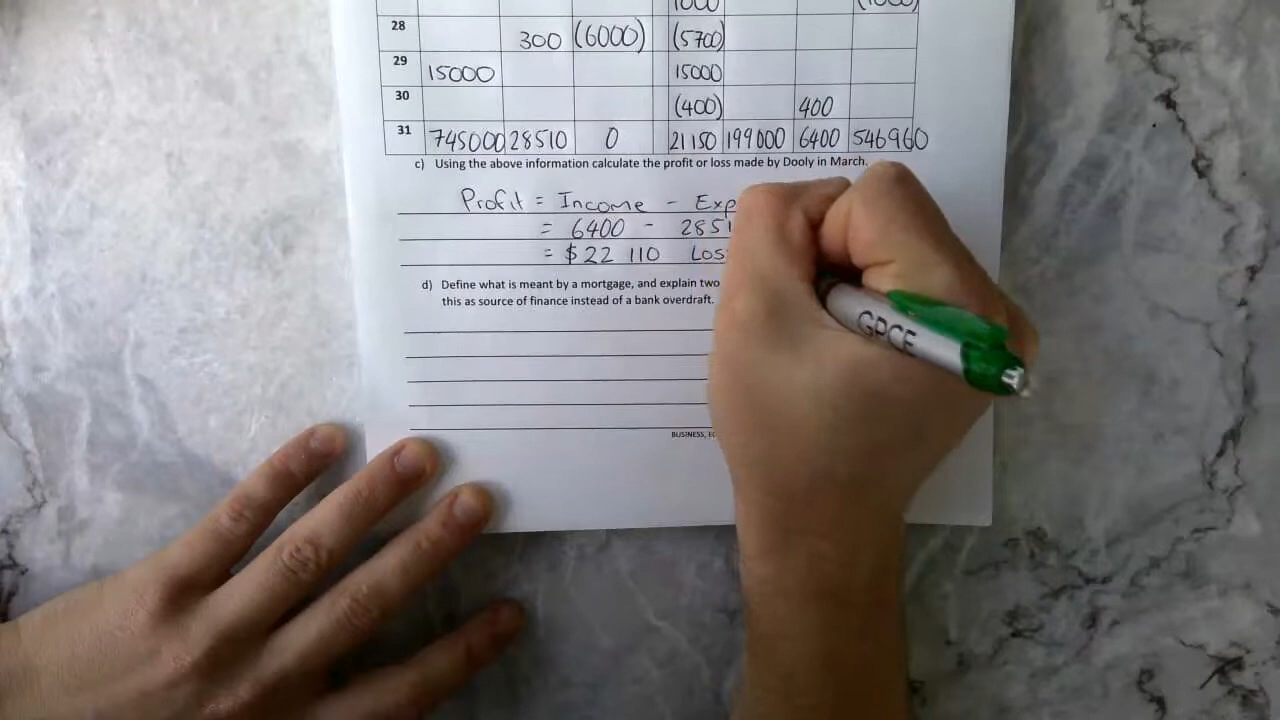 28 300 (6000) (5700)
29 15000 15000
30 (400) 400
31 745000 28510 0 21150 199000 6400 546960
c) Using the above information calculate the profit or loss made by Dooly in March.
Profit = Income - Exp
= 6400 - 2851
= $22 110 Los
d) Define what is meant by a mortgage, and explain two
this as source of finance instead of a bank overdraft.
BUSINESS,
GPCE